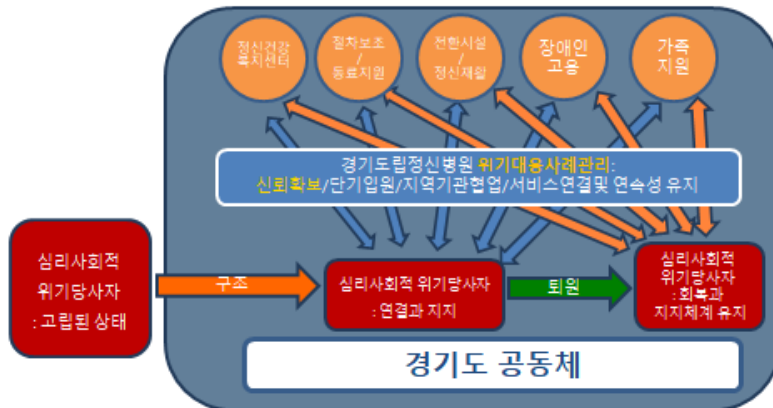 정신건강
복지센터
절차보조
/
동료지원
전환시설
/
정신재활
장애인
고용
가족
지원
경기도립정신병원 위기대응사례관리:
신뢰확보/단기입원/지역기관협업/서비스연결및 연속성 유지
심리사회적
위기당사자
: 고립된 상태
구조
심리사회적 위기당사자
: 연결과 지지
퇴원
심리사회적
위기당사자
: 회복과
지지체계 유지
경기도 공동체